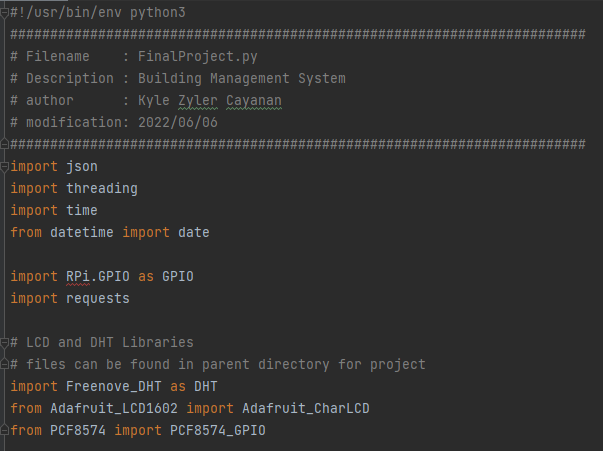 #!/usr/bin/env python3
########################################################################
# Filename    : FinalProject.py
# Description : Building Management System
# author      : Kyle Zyler Cayanan
# modification: 2022/06/06
########################################################################
import json
import threading
import time
from datetime import date
import RPi.GPIO as GPIO
import requests
# LCD and DHT Libraries
# files can be found in parent directory for project
import Freenove_DHT as DHT
from Adafruit_LCD1602 import Adafruit_CharLCD
from PCF8574 import PCF8574_GPIO